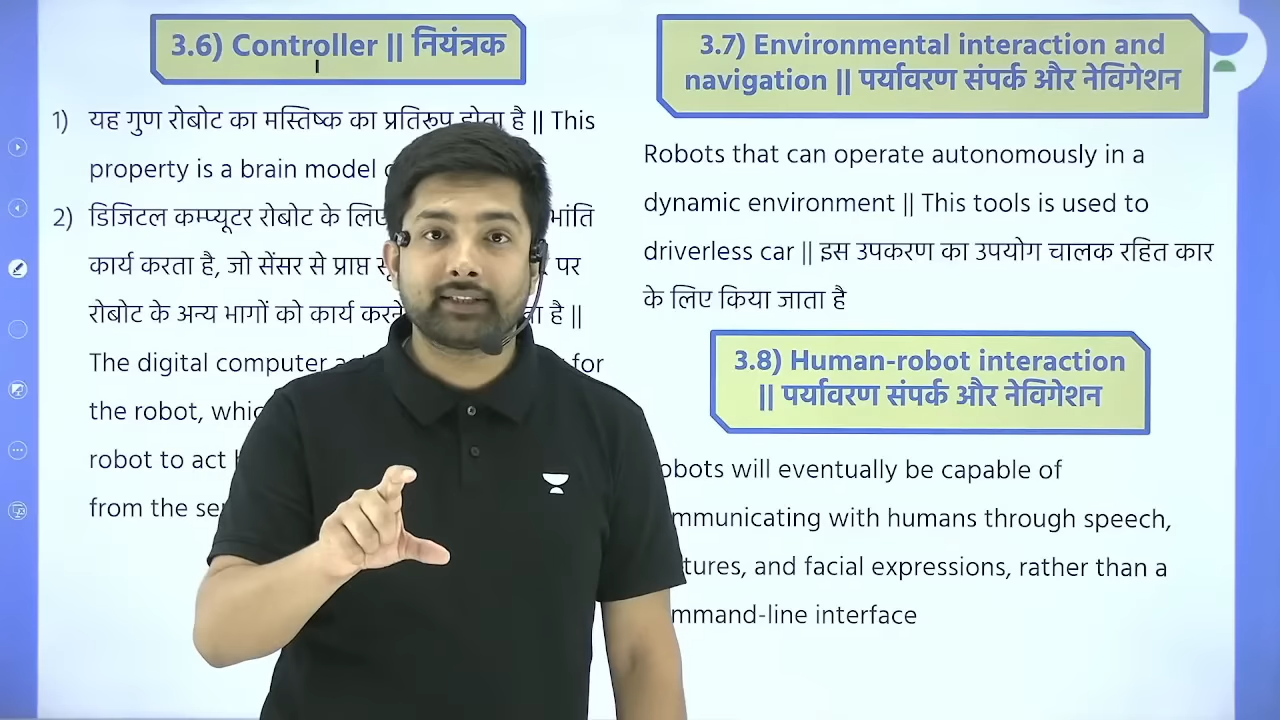 3.6) Controller || नियंत्रक
1) यह गुण रोबोट का मस्तिष्क का प्रतिरूप होता है || This
property is a brain model
2) डिजिटल कम्प्यूटर रोबोट के लिए भांति
कार्य करता है, जो सेंसर से प्राप्त पर
रोबोट के अन्य भागों को कार्य करने है ||
The digital computer for
the robot,
robot to act
from the
3.7) Environmental interaction and
navigation || पर्यावरण संपर्क और नेविगेशन
Robots that can operate autonomously in a
dynamic environment || This tools is used to
driverless car || इस उपकरण का उपयोग चालक रहित कार
के लिए किया जाता है
3.8) Human-robot interaction
|| पर्यावरण संपर्क और नेविगेशन
obots will eventually be capable of
mmunicating with humans through speech,
tures, and facial expressions, rather than a
mmand-line interface